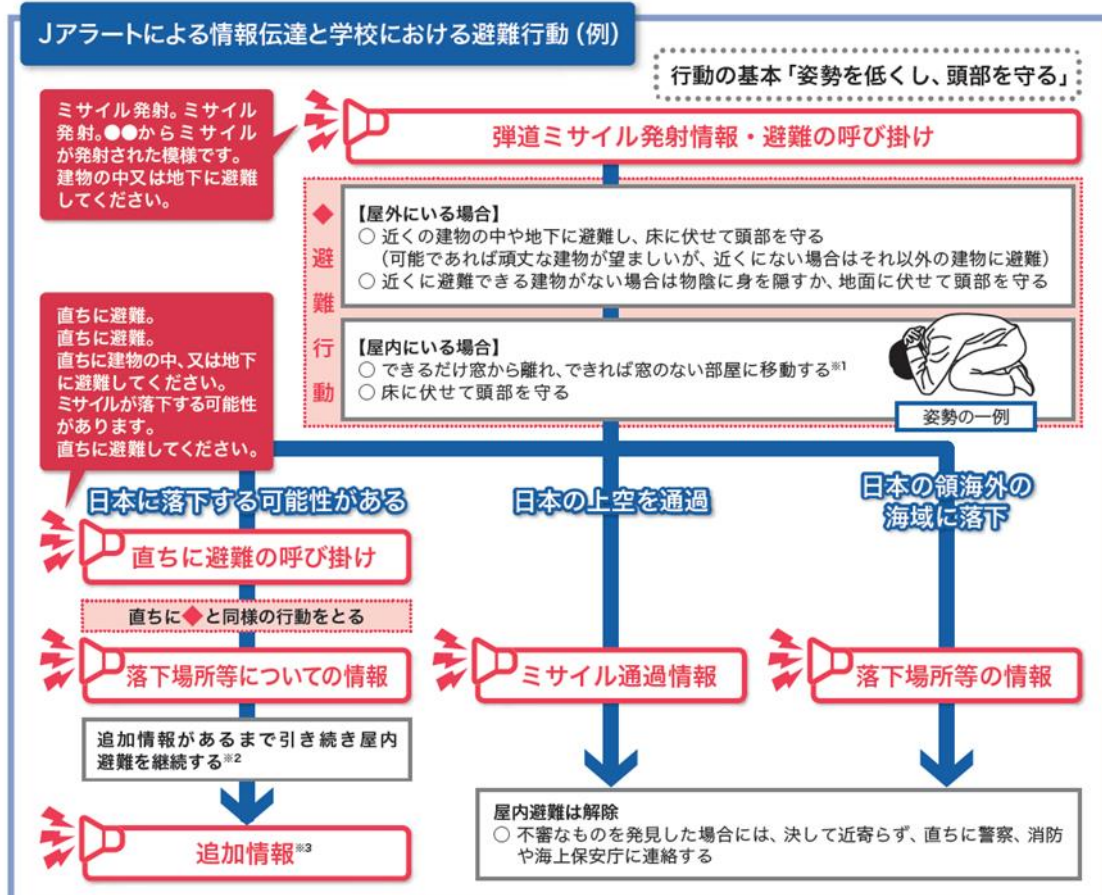 Jアラートによる情報伝達と学校における避難行動（例）
行動の基本「姿勢を低くし、頭部を守る」
ミサイル発射。ミサイル
発射。●●からミサイル
が発射された模様です。
建物の中又は地下に避難
してください。
弾道ミサイル発射情報・避難の呼び掛け
◆避難行動
【屋外にいる場合】
○ 近くの建物の中や地下に避難し、床に伏せて頭部を守る
（可能であれば頑丈な建物が望ましいが、近くにない場合はそれ以外の建物に避難）
○ 近くに避難できる建物がない場合は物陰に身を隠すか、地面に伏せて頭部を守る
【屋内にいる場合】
○ できるだけ窓から離れ、できれば窓のない部屋に移動する※1
○ 床に伏せて頭部を守る
姿勢の一例
直ちに避難。
直ちに避難。
直ちに建物の中、又は地下
に避難してください。
ミサイルが落下する可能性
があります。
直ちに避難してください。
日本に落下する可能性がある
直ちに避難の呼び掛け
直ちに◆と同様の行動をとる
落下場所等についての情報
追加情報があるまで引き続き屋内
避難を継続する※2
追加情報※3
日本の上空を通過
ミサイル通過情報
日本の領海外の
海域に落下
落下場所等の情報
屋内避難は解除
○ 不審なものを発見した場合には、決して近寄らず、直ちに警察、消防
や海上保安庁に連絡する